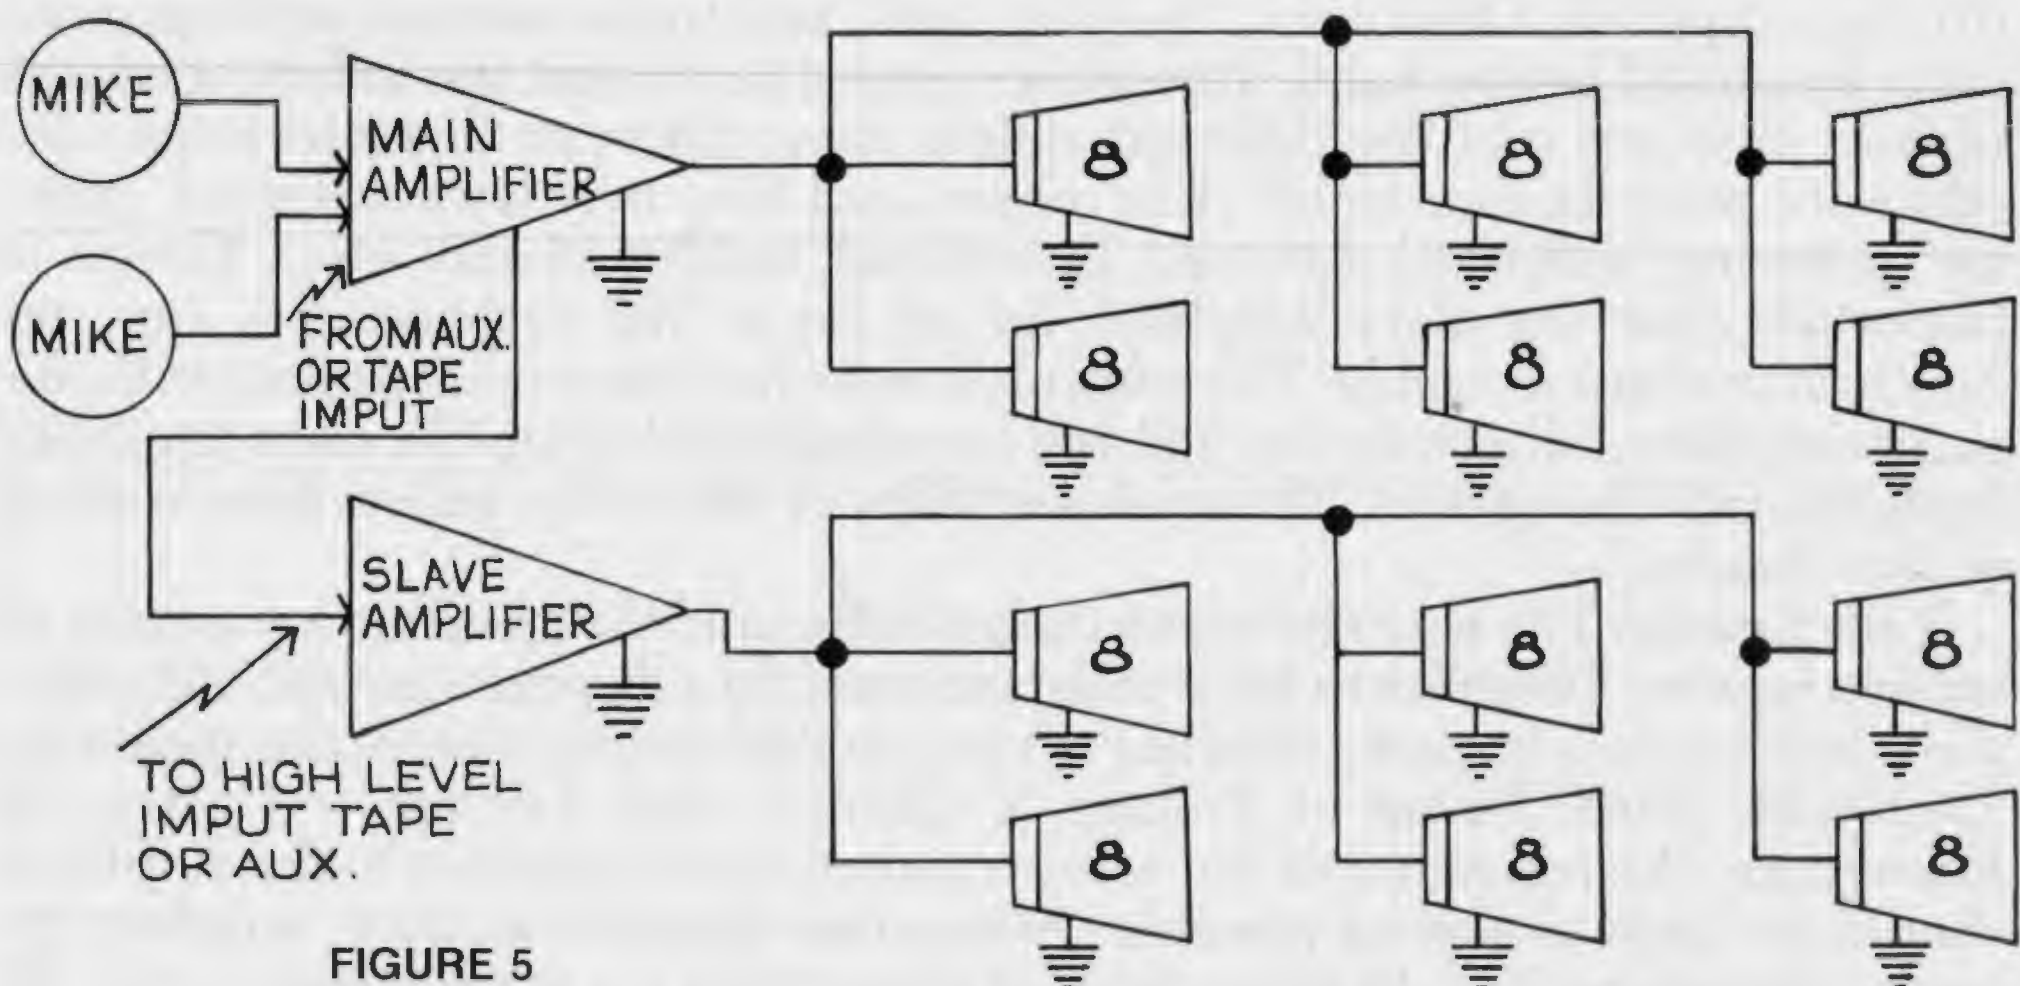 MIKE
MAIN
AMPLIFIER
8
8
8
MIKE
FROM AUX.
OR TAPE
IMPUT
8
8
8
SLAVE
AMPLIFIER
8
8
8
TO HIGH LEVEL
IMPUT TAPE
OR AUX.
8
8
8
FIGURE 5